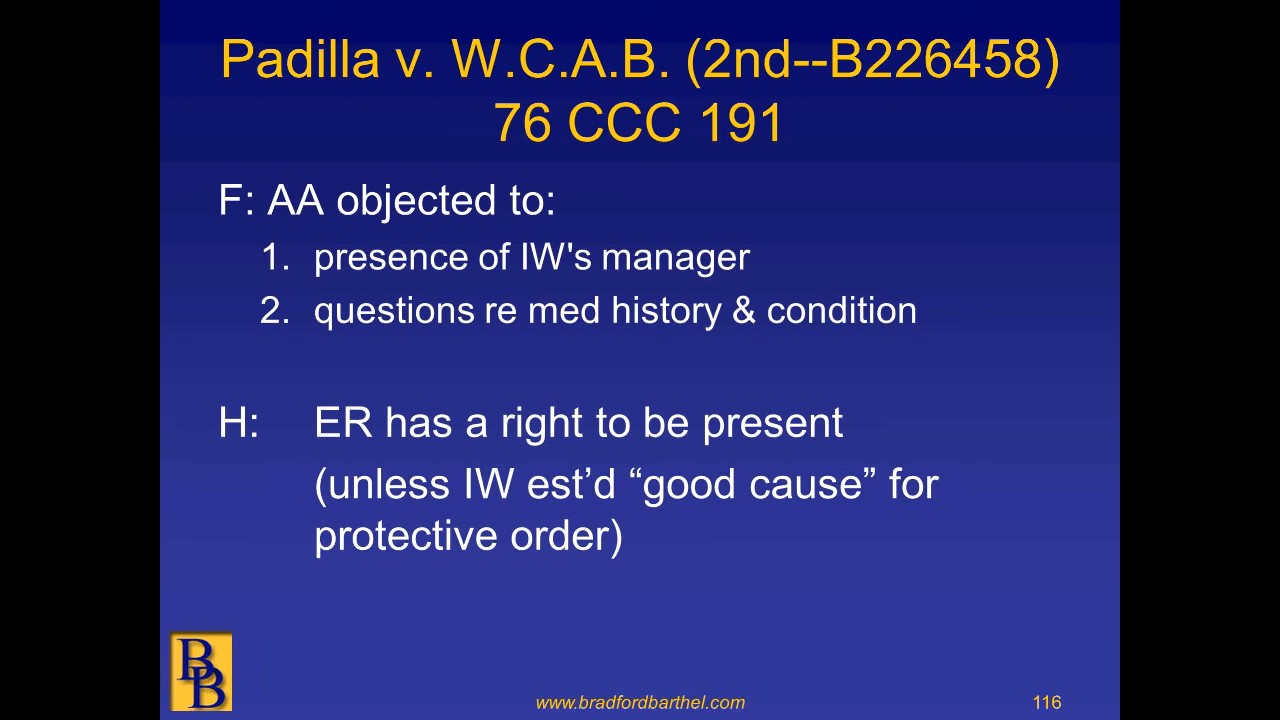 Padilla v. W.C.A.B. (2nd--B226458)
76 CCC 191
F: AA objected to:
1. presence of IW's manager
2. questions re med history & condition
H: ER has a right to be present
(unless IW est’d “good cause” for
protective order)
BB
www.bradfordbarthel.com 116